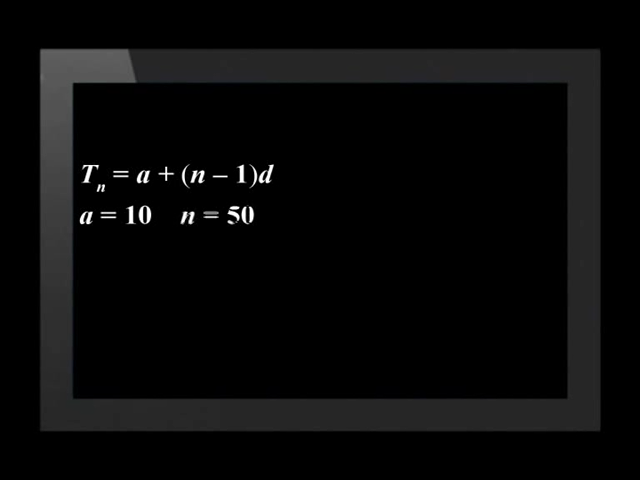 Tn = a + (n – 1)d
a = 10 n = 50